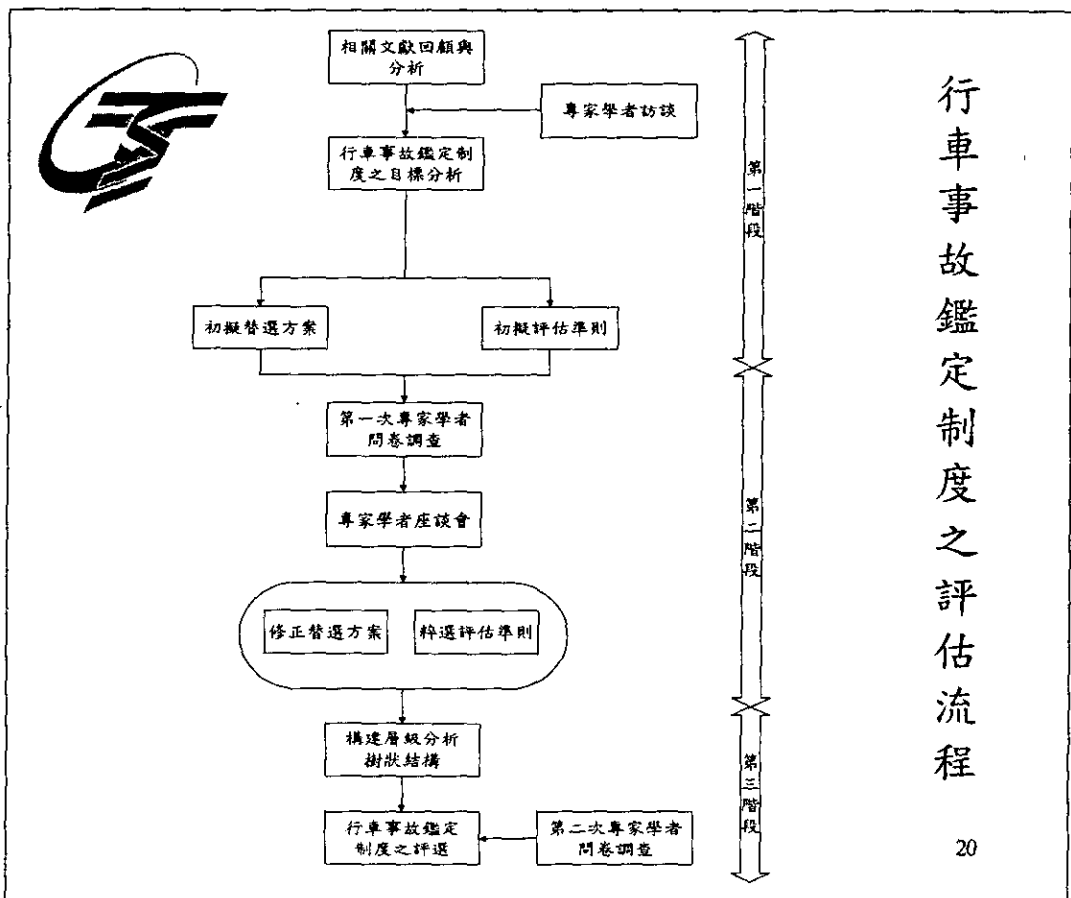 行車事故鑑定制度之評估流程
相關文獻回顧與
分析
專家學者訪談
行車事故鑑定制
度之目標分析
初擬替選方案
初擬評估準則
第一次專家學者
問卷調查
專家學者座談會
修正替選方案
粹選評估準則
構建層級分析
樹狀結構
行車事故鑑定
制度之評選
第二次專家學者
問卷調查
第一階段
第二階段
第三階段
20